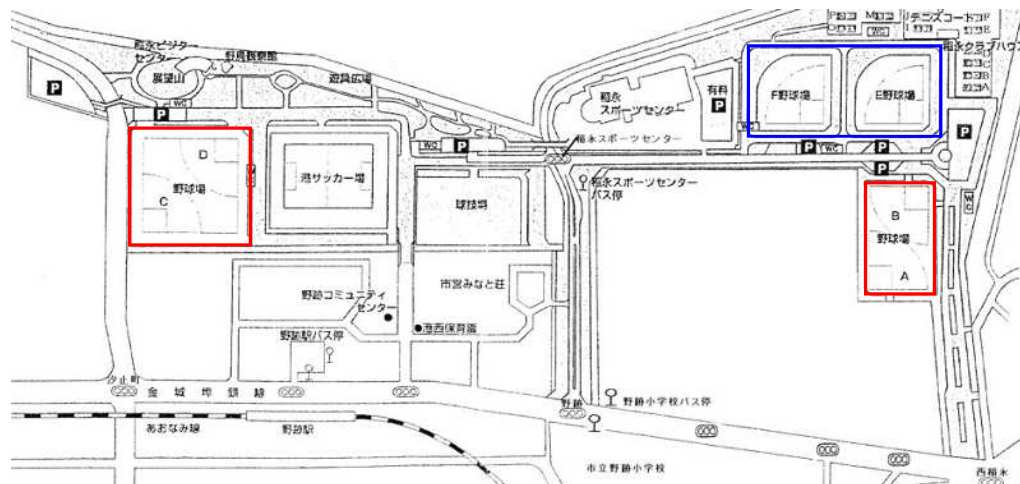 稲永ビジター
センター
野鳥観察館
展望山
遊具広場
P
WC
P
D
野球場
C
WC
港サッカー場
WC
P
球技場
稲永
スポーツセンター
有料
P
稲永スポーツセンター
稲永スポーツセンター
バス停
P
M
O
WC
J
テニスコート
F
I
E
稲永クラブハウス
D
C
B
A
F野球場
E野球場
WC
P
WC
P
P
P
B
野球場
A
WC
市営みなと荘
野跡コミュニティ
センター
港西保育園
野跡駅バス停
汐止町
金城埠頭線
野跡
野跡小学校バス停
あおなみ線
野跡駅
市立野跡小学校
西稲永